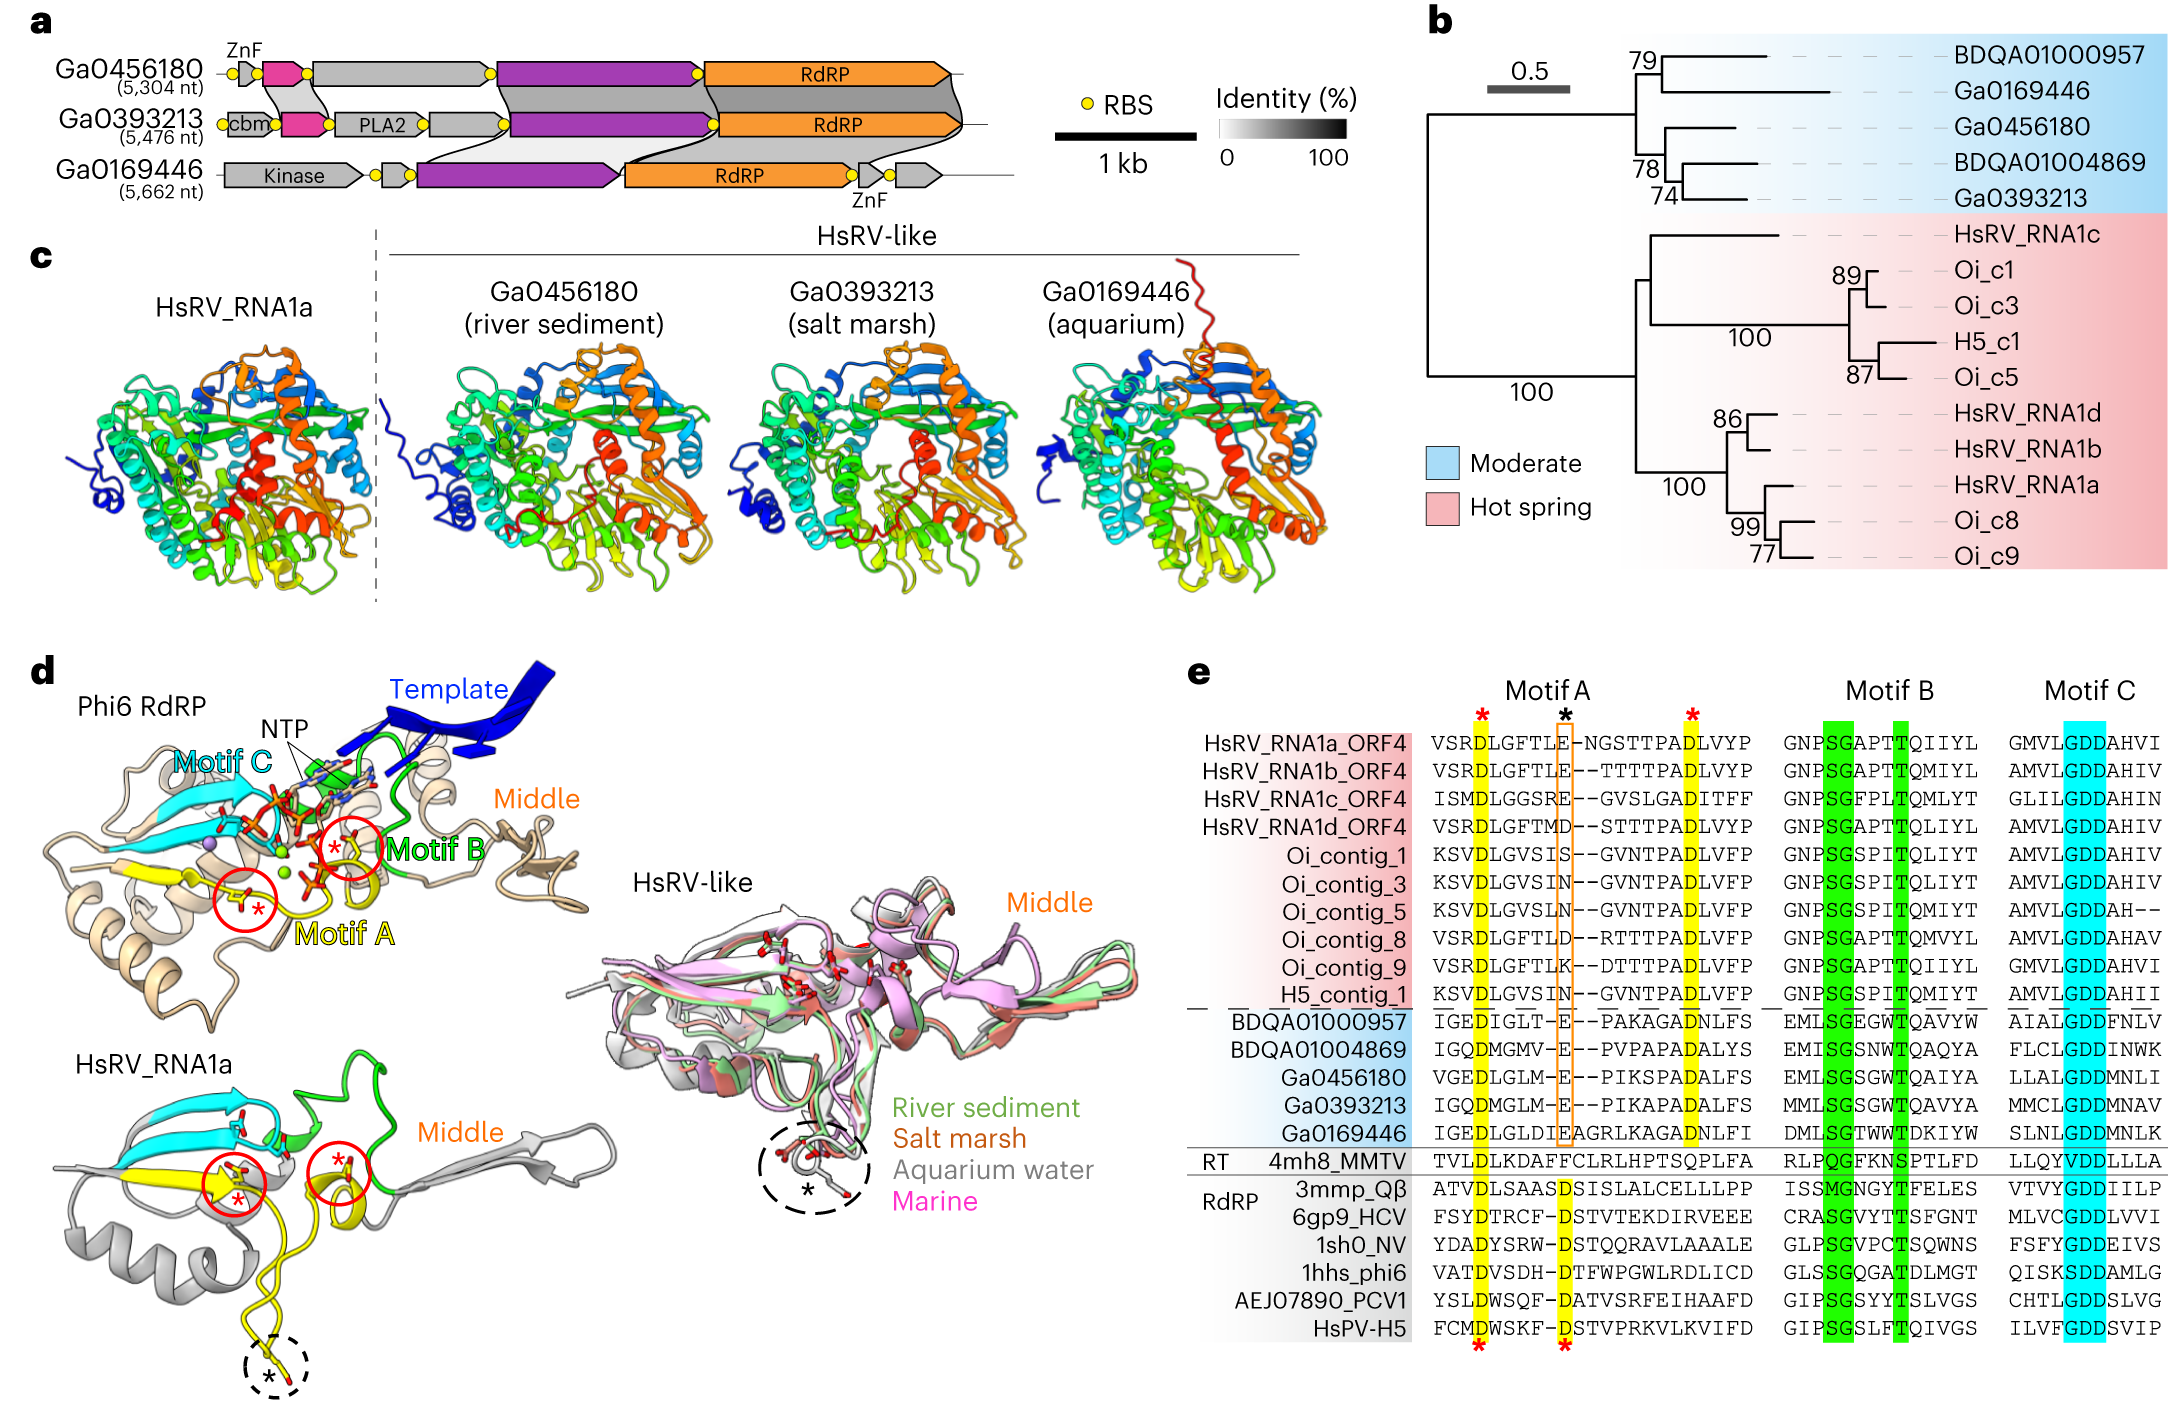 a
ZnF
Ga0456180
(5,304 nt)
RdRP
Ga0393213
(5,476 nt)
cbm
PLA2
RdRP
Ga0169446
(5,662 nt)
Kinase
RdRP
ZnF
RBS
1 kb
Identity (%)
0 100
b
0.5
79
78
74
100
89
100
87
86
100
99
77
BDQA01000957
Ga0169446
Ga0456180
BDQA01004869
Ga0393213
HsRV_RNA1c
Oi_c1
Oi_c3
H5_c1
Oi_c5
HsRV_RNA1d
HsRV_RNA1b
HsRV_RNA1a
Oi_c8
Oi_c9
Moderate
Hot spring
c
HsRV-like
HsRV_RNA1a
Ga0456180
(river sediment)
Ga0393213
(salt marsh)
Ga0169446
(aquarium)
d
Phi6 RdRP
Template
NTP
Motif C
Middle
*
Motif B
*
Motif A
HsRV_RNA1a
Middle
*
*
*
HsRV-like
Middle
*
River sediment
Salt marsh
Aquarium water
Marine
e
Motif A Motif B Motif C
* * *
HsRV_RNA1a_ORF4 VSRDLGFTLE-NGSTTPADLVYP GNPSGAPTTQIIYL GMVLGDDAHVI
HsRV_RNA1b_ORF4 VSRDLGFTLE--TTTTPADLVYP GNPSGAPTTQMIYL AMVLGDDAHIV
HsRV_RNA1c_ORF4 ISMDLGGSRE--GVSLGADITFF GNPSGFPLTQMLYT GLILGDDAHIN
HsRV_RNA1d_ORF4 VSRDLGFTMD--STTTPADLVYP GNPSGAPTTQLIYL AMVLGDDAHIV
Oi_contig_1 KSVDLGVSIS--GVNTPADLVFP GNPSGSPITQLIYT AMVLGDDAHIV
Oi_contig_3 KSVDLGVSIN--GVNTPADLVFP GNPSGSPITQLIYT AMVLGDDAHIV
Oi_contig_5 KSVDLGVSLN--GVNTPADLVFP GNPSGSPITQMIYT AMVLGDDAH--
Oi_contig_8 VSRDLGFTLD--RTTTPADLVFP GNPSGAPTTQMVYL AMVLGDDAHAV
Oi_contig_9 VSRDLGFTLK--DTTTPADLVFP GNPSGAPTTQIIYL GMVLGDDAHVI
H5_contig_1 KSVDLGVSIN--GVNTPADLVFP GNPSGSPITQMIYT AMVLGDDAHII
BDQA01000957 IGEDIGLT-E--PAKAGADNLFS EMLSGEGWTQAVYW AIALGDDFNLV
BDQA01004869 IGQDMGMV-E--PVPAPADALYS EMISGSNWTQAQYA FLCLGDDINWK
Ga0456180 VGEDLGLM-E--PIKSPADALFS EMLSGSGWTQAIYA LLALGDDMNLI
Ga0393213 IGQDMGLM-E--PIKAPADALFS MMLSGSGWTQAVYA MMCLGDDMNAV
Ga0169446 IGEDLGLDIEAGRLKAGADNLFI DMLSGTWWTDKIYW SLNLGDDMNLK
RT 4mh8_MMTV TVLDLKDAFFCLRLHPTSQPLFA RLPQGFKNSPTLFD LLQYVDDLLLA
RdRP 3mmp_Qβ ATVDLSAASDSISLALCELLLPP ISSMGNGYTFELES VTVYGDDIILP
6gp9_HCV FSYDTRCF-DSTVTEKDIRVEEE CRASGVYTTSFGNT MLVCGDDLVVI
1sh0_NV YDADYSRW-DSTQQRAVLAAALE GLPSGVPCTSQWNS FSFYGDDEIVS
1hhs_phi6 VATDVSDH-DTFWPGWLRDLICD GLSSGQGATDLMGT QISKSDDAMLG
AEJ07890_PCV1 YSLDWSQF-DATVSRFEIHAAFD GIPSGSYYTSLVGS CHTLGDDSLVG
HsPV-H5 FCMDWSKF-DSTVPRKVLKVIFD GIPSGSLFTQIVGS ILVFGDDSVIP
* *